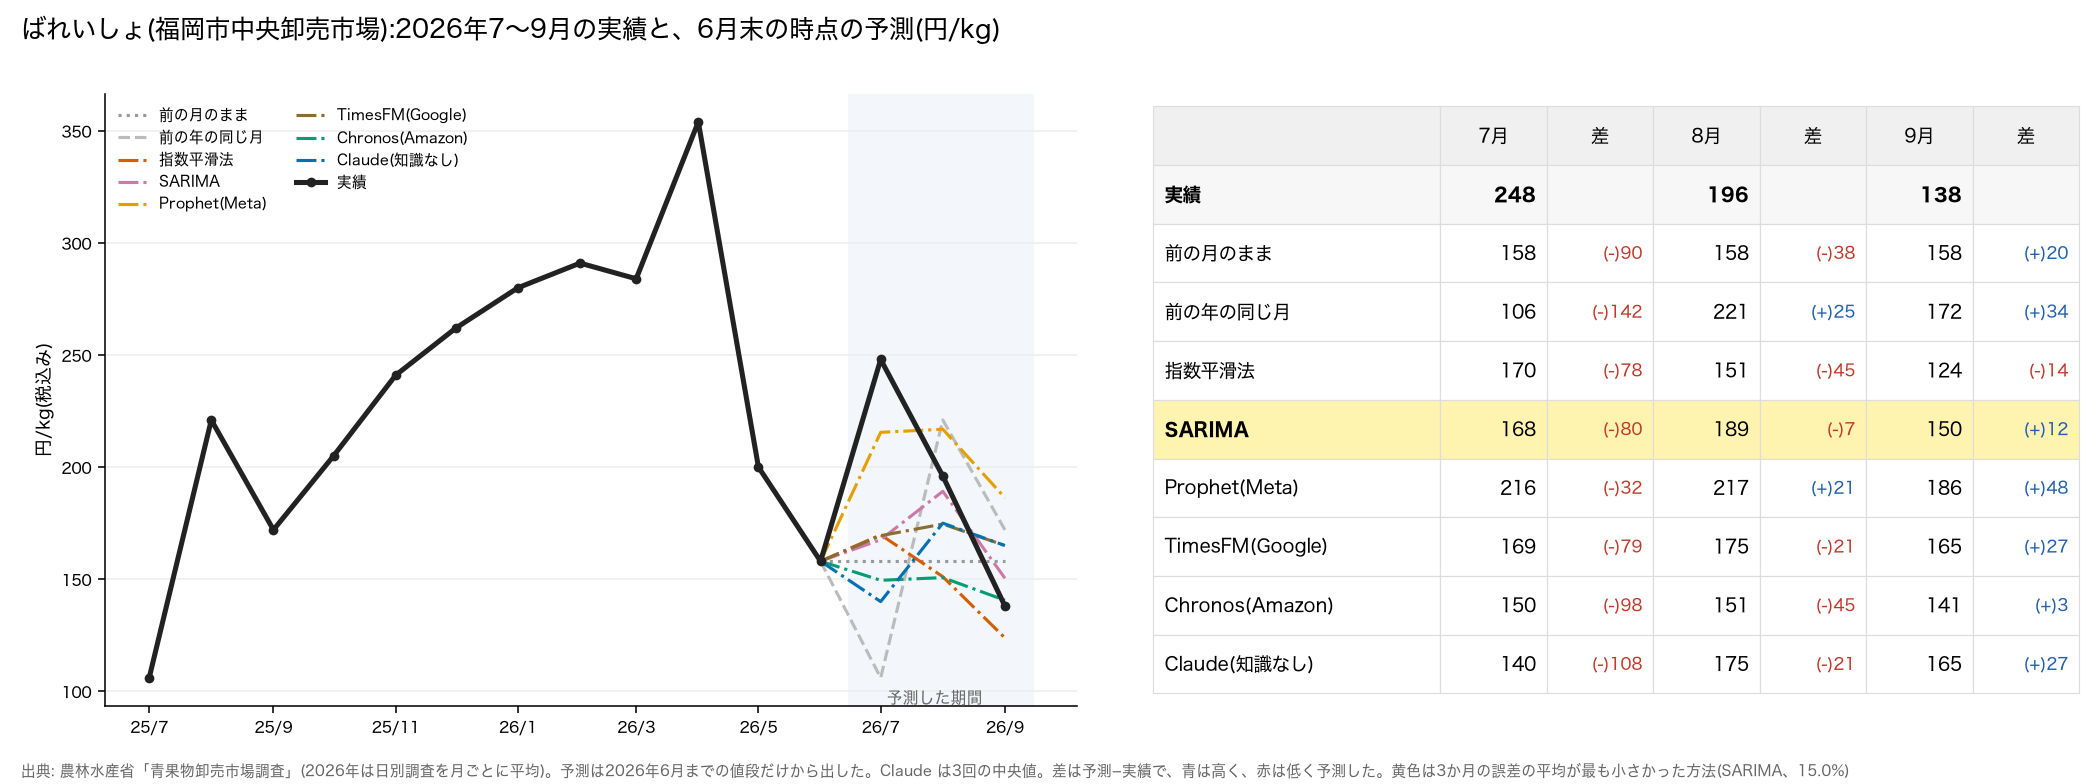 ばれいしょ(福岡市中央卸売市場):2026年7〜9月の実績と、6月末の時点の予測(円/kg)
前の月のまま
前の年の同じ月
指数平滑法
SARIMA
Prophet(Meta)
TimesFM(Google)
Chronos(Amazon)
Claude(知識なし)
実績
円/kg(税込み)
350
300
250
200
150
100
25/7 25/9 25/11 26/1 26/3 26/5 26/7 26/9
予測した期間
7月 差 8月 差 9月 差
実績 248 196 138
前の月のまま 158 (-)90 158 (-)38 158 (+)20
前の年の同じ月 106 (-)142 221 (+)25 172 (+)34
指数平滑法 170 (-)78 151 (-)45 124 (-)14
SARIMA 168 (-)80 189 (-)7 150 (+)12
Prophet(Meta) 216 (-)32 217 (+)21 186 (+)48
TimesFM(Google) 169 (-)79 175 (-)21 165 (+)27
Chronos(Amazon) 150 (-)98 151 (-)45 141 (+)3
Claude(知識なし) 140 (-)108 175 (-)21 165 (+)27
出典: 農林水産省「青果物卸売市場調査」(2026年は日別調査を月ごとに平均)。予測は2026年6月までの値段だけから出した。Claude は3回の中央値。差は予測−実績で、青は高く、赤は低く予測した。黄色は3か月の誤差の平均が最も小さかった方法(SARIMA、15.0%)